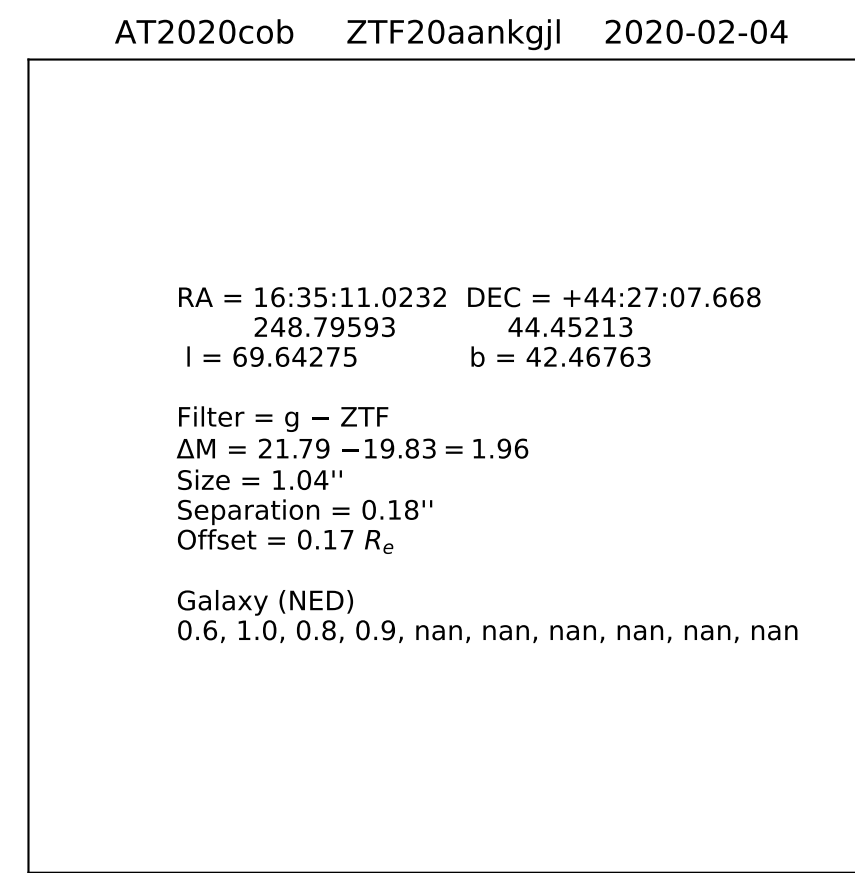 AT2020cob ZTF20aankgjl 2020-02-04
RA = 16:35:11.0232 DEC = +44:27:07.668
248.79593 44.45213
l = 69.64275 b = 42.46763
Filter = g − ZTF
ΔM = 21.79 −19.83 = 1.96
Size = 1.04''
Separation = 0.18''
Offset = 0.17 Rₑ
Galaxy (NED)
0.6, 1.0, 0.8, 0.9, nan, nan, nan, nan, nan, nan